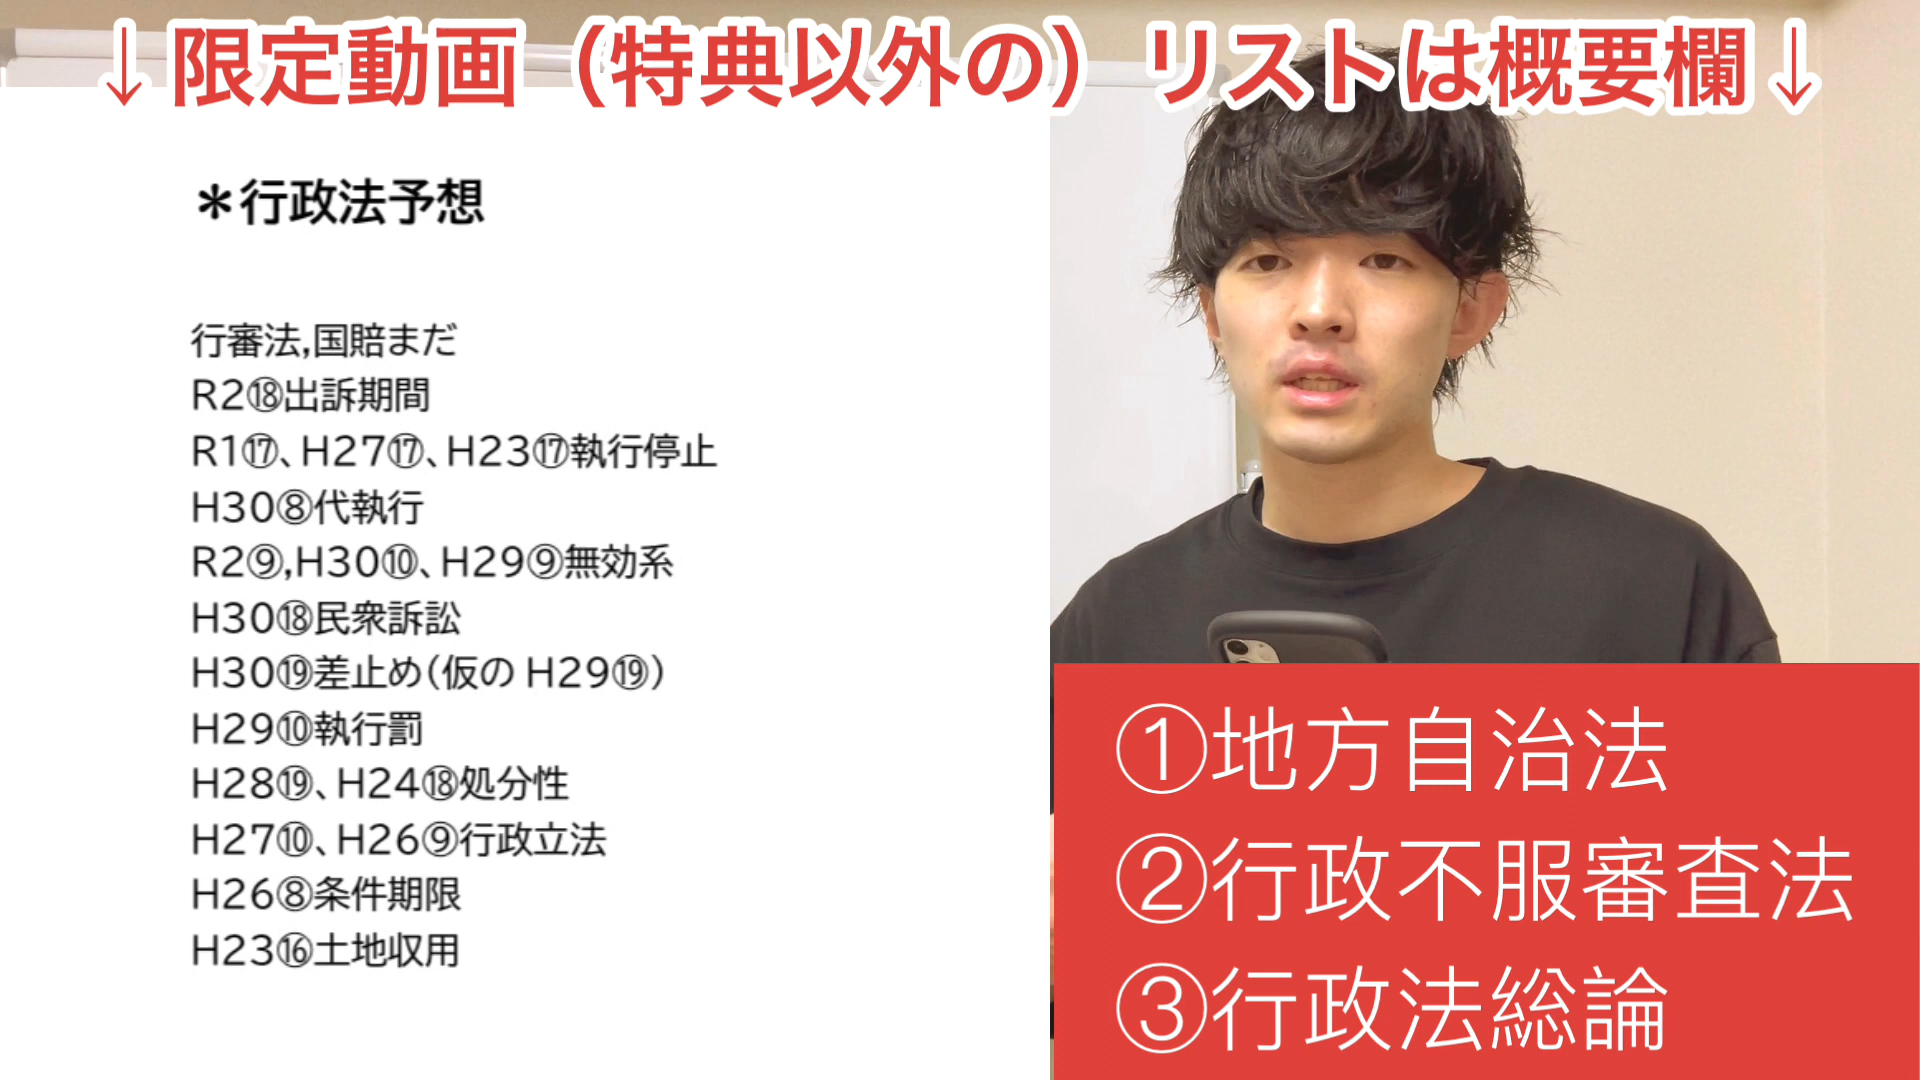 ↓限定動画（特典以外の）リストは概要欄↓
＊行政法予想
行審法,国賠まだ
R2⑱出訴期間
R1⑰、H27⑰、H23⑰執行停止
H30⑧代執行
R2⑨,H30⑩、H29⑨無効系
H30⑱民衆訴訟
H30⑲差止め（仮の H29⑲）
H29⑩執行罰
H28⑲、H24⑱処分性
H27⑩、H26⑨行政立法
H26⑧条件期限
H23⑯土地収用
①地方自治法
②行政不服審査法
③行政法総論